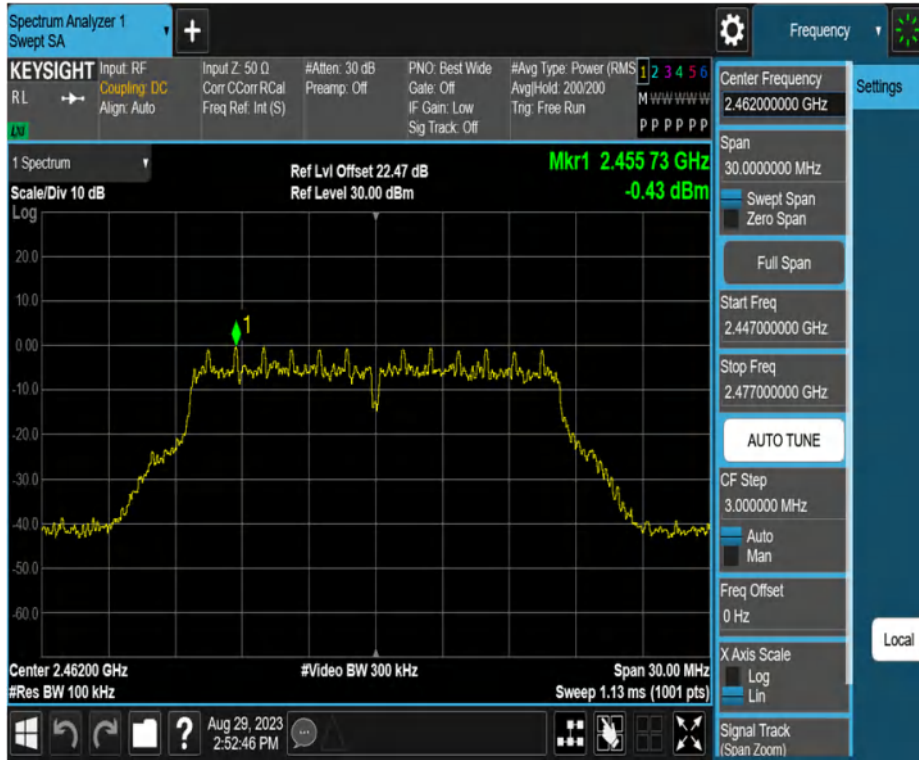 Spectrum Analyzer 1
Swept SA
+
Frequency
KEYSIGHT
RL
LXI
Input: RF
Coupling: DC
Align: Auto
Input Z: 50 Ω
Corr CCorr RCal
Freq Ref: Int (S)
#Atten: 30 dB
Preamp: Off
PNO: Best Wide
Gate: Off
IF Gain: Low
Sig Track: Off
#Avg Type: Power (RMS
Avg|Hold: 200/200
Trig: Free Run
1 2 3 4 5 6
M W W W W W
P P P P P P
1 Spectrum
Scale/Div 10 dB
Log
Ref Lvl Offset 22.47 dB
Ref Level 30.00 dBm
Mkr1 2.455 73 GHz
-0.43 dBm
20.0
10.0
0.00
-10.0
-20.0
-30.0
-40.0
-50.0
-60.0
1
Center 2.46200 GHz
#Res BW 100 kHz
#Video BW 300 kHz
Span 30.00 MHz
Sweep 1.13 ms (1001 pts)
Center Frequency
2.462000000 GHz
Settings
Span
30.0000000 MHz
Swept Span
Zero Span
Full Span
Start Freq
2.447000000 GHz
Stop Freq
2.477000000 GHz
AUTO TUNE
CF Step
3.000000 MHz
Auto
Man
Freq Offset
0 Hz
X Axis Scale
Log
Lin
Local
Signal Track
(Span Zoom)
?
Aug 29, 2023
2:52:46 PM